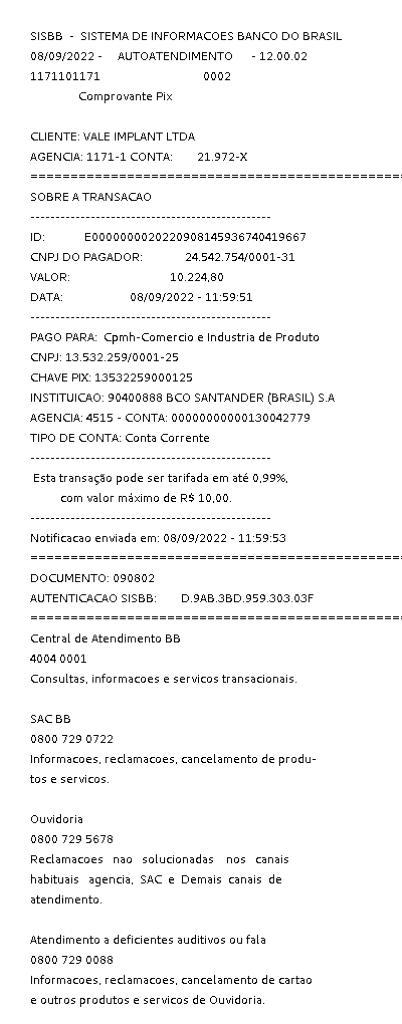 SISBB - SISTEMA DE INFORMACOES BANCO DO BRASIL
08/09/2022 - AUTOATENDIMENTO - 12.00.02
1171101171 0002
Comprovante Pix
CLIENTE: VALE IMPLANT LTDA
AGENCIA: 1171-1 CONTA: 21.972-X
================================================
SOBRE A TRANSACAO
------------------------------------------------
ID: E0000000020220908145936740419667
CNPJ DO PAGADOR: 24.542.754/0001-31
VALOR: 10.224,80
DATA: 08/09/2022 - 11:59:51
------------------------------------------------
PAGO PARA: Cpmh-Comercio e Industria de Produto
CNPJ: 13.532.259/0001-25
CHAVE PIX: 13532259000125
INSTITUICAO: 90400888 BCO SANTANDER (BRASIL) S.A
AGENCIA: 4515 - CONTA: 00000000000130042779
TIPO DE CONTA: Conta Corrente
------------------------------------------------
Esta transação pode ser tarifada em até 0,99%,
com valor máximo de R$ 10,00.
------------------------------------------------
Notificacao enviada em: 08/09/2022 - 11:59:53
================================================
DOCUMENTO: 090802
AUTENTICACAO SISBB: D.9AB.3BD.959.303.03F
================================================
Central de Atendimento BB
4004 0001
Consultas, informacoes e servicos transacionais.
SAC BB
0800 729 0722
Informacoes, reclamacoes, cancelamento de produ-
tos e servicos.
Ouvidoria
0800 729 5678
Reclamacoes nao solucionadas nos canais
habituais agencia, SAC e Demais canais de
atendimento.
Atendimento a deficientes auditivos ou fala
0800 729 0088
Informacoes, reclamacoes, cancelamento de cartao
e outros produtos e servicos de Ouvidoria.